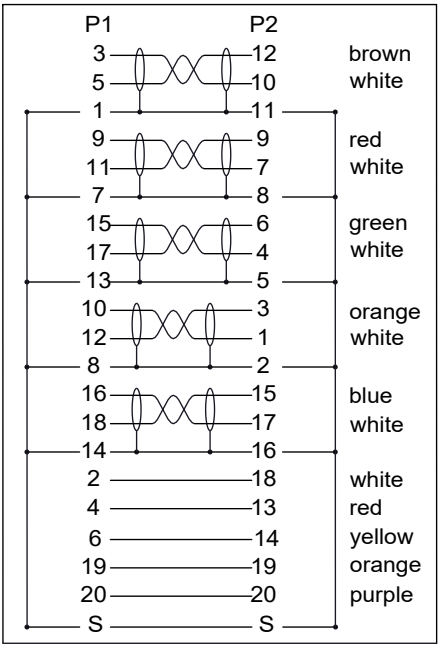 P1 P2
3 12 brown
5 10 white
1 11
9 9 red
11 7 white
7 8
15 6 green
17 4 white
13 5
10 3 orange
12 1 white
8 2
16 15 blue
18 17 white
14 16
2 18 white
4 13 red
6 14 yellow
19 19 orange
20 20 purple
S S